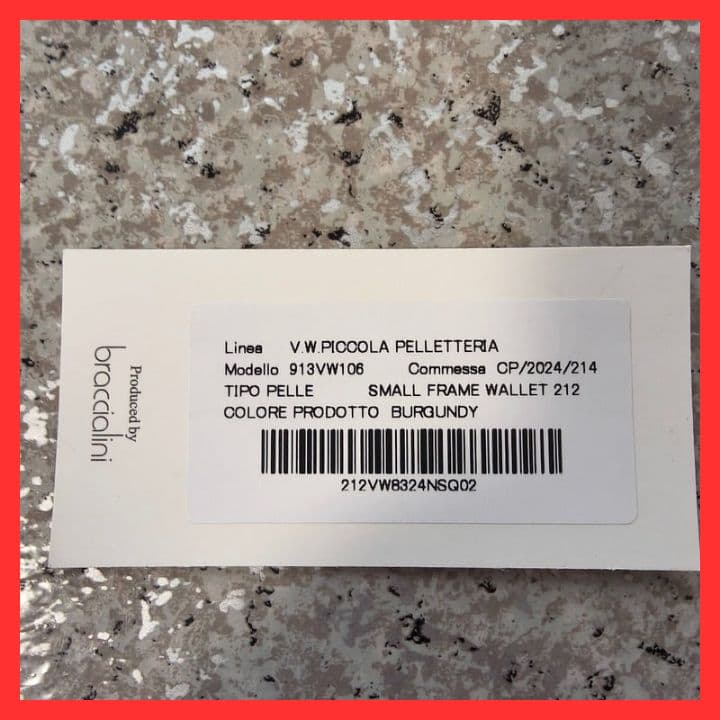 Produced by
braccialini
Linea V.W.PICCOLA PELLETTERIA
Modello 913VW106 Commessa CP/2024/214
TIPO PELLE SMALL FRAME WALLET 212
COLORE PRODOTTO BURGUNDY
212VW8324NSQ02